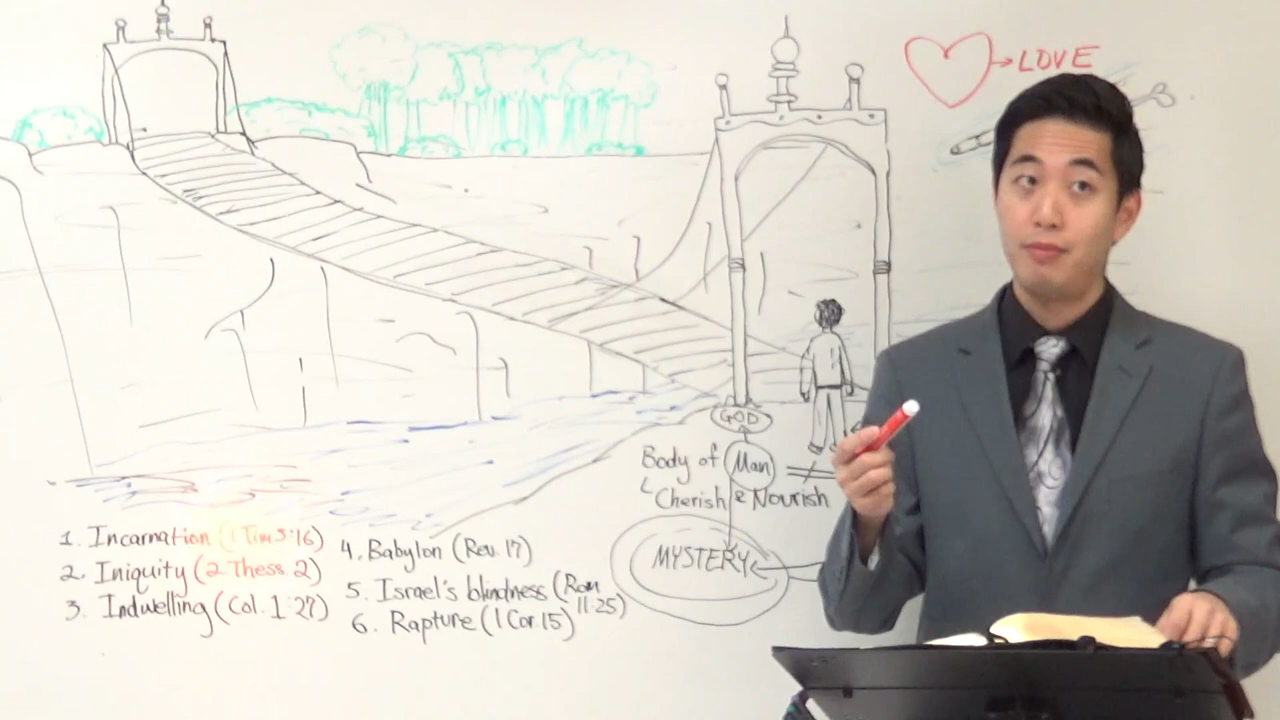 LOVE
GOD
Body of Man
Cherish & Nourish
MYSTERY
1. Incarnation (1 Tim 3:16)
2. Iniquity (2 Thess. 2)
3. Indwelling (Col. 1:27)
4. Babylon (Rev. 17)
5. Israel's blindness (Rom
11:25)
6. Rapture (1 Cor. 15)